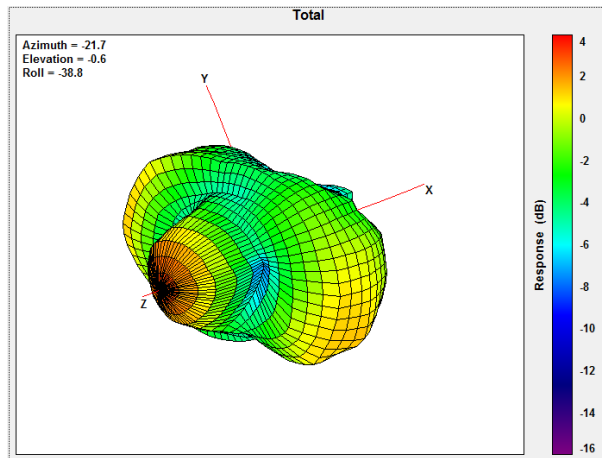 Total
Azimuth = -21.7
Elevation = -0.6
Roll = -38.8
Y
X
Z
4
2
0
-2
-4
-6
-8
-10
-12
-14
-16
Response (dB)